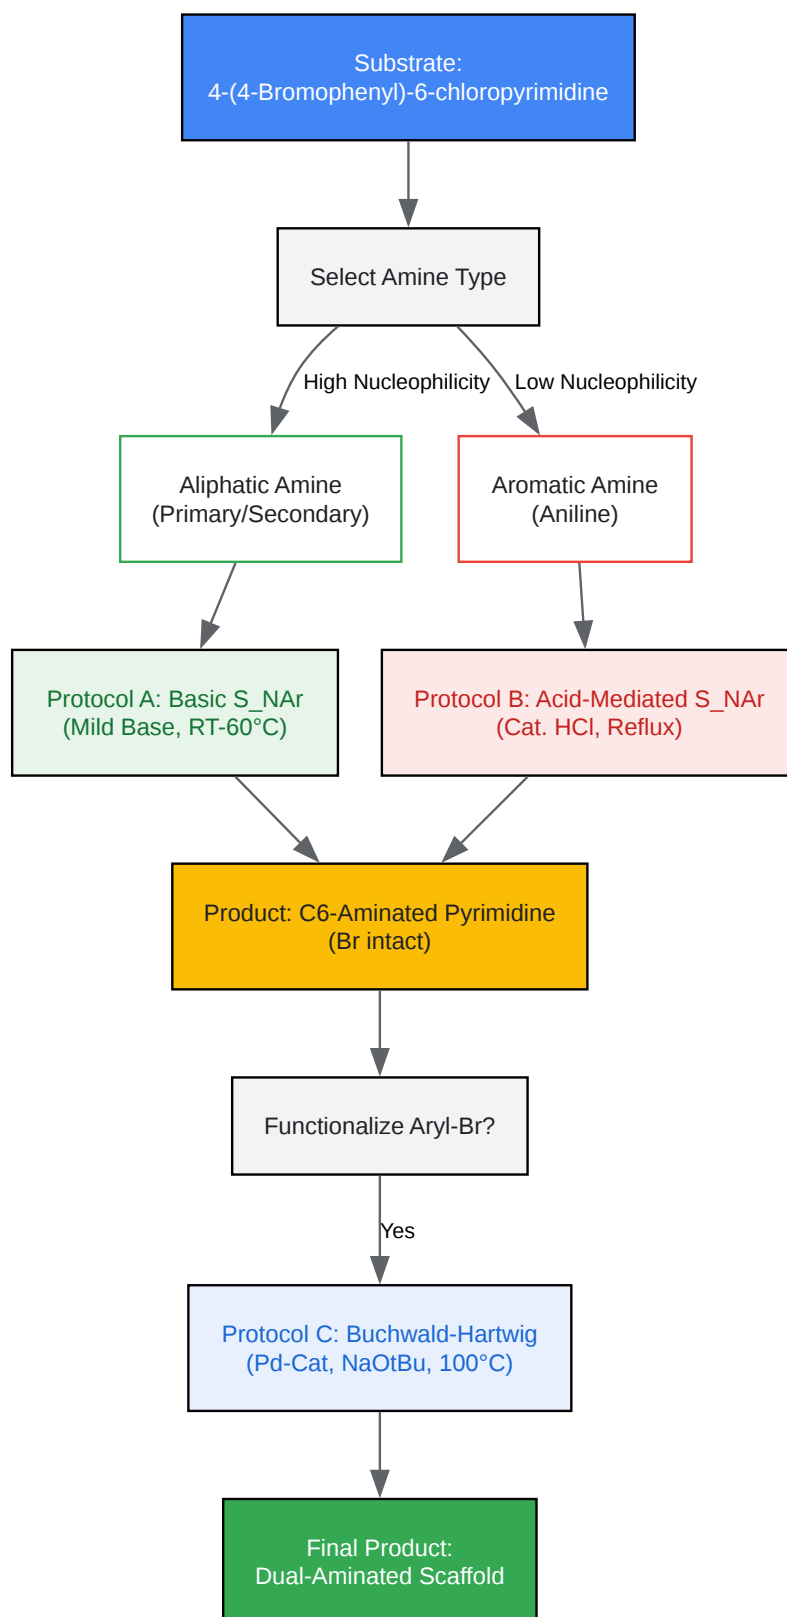 Substrate:
4-(4-Bromophenyl)-6-chloropyrimidine
Select Amine Type
High Nucleophilicity
Low Nucleophilicity
Aliphatic Amine
(Primary/Secondary)
Aromatic Amine
(Aniline)
Protocol A: Basic S_NAr
(Mild Base, RT-60°C)
Protocol B: Acid-Mediated S_NAr
(Cat. HCl, Reflux)
Product: C6-Aminated Pyrimidine
(Br intact)
Functionalize Aryl-Br?
Yes
Protocol C: Buchwald-Hartwig
(Pd-Cat, NaOtBu, 100°C)
Final Product:
Dual-Aminated Scaffold